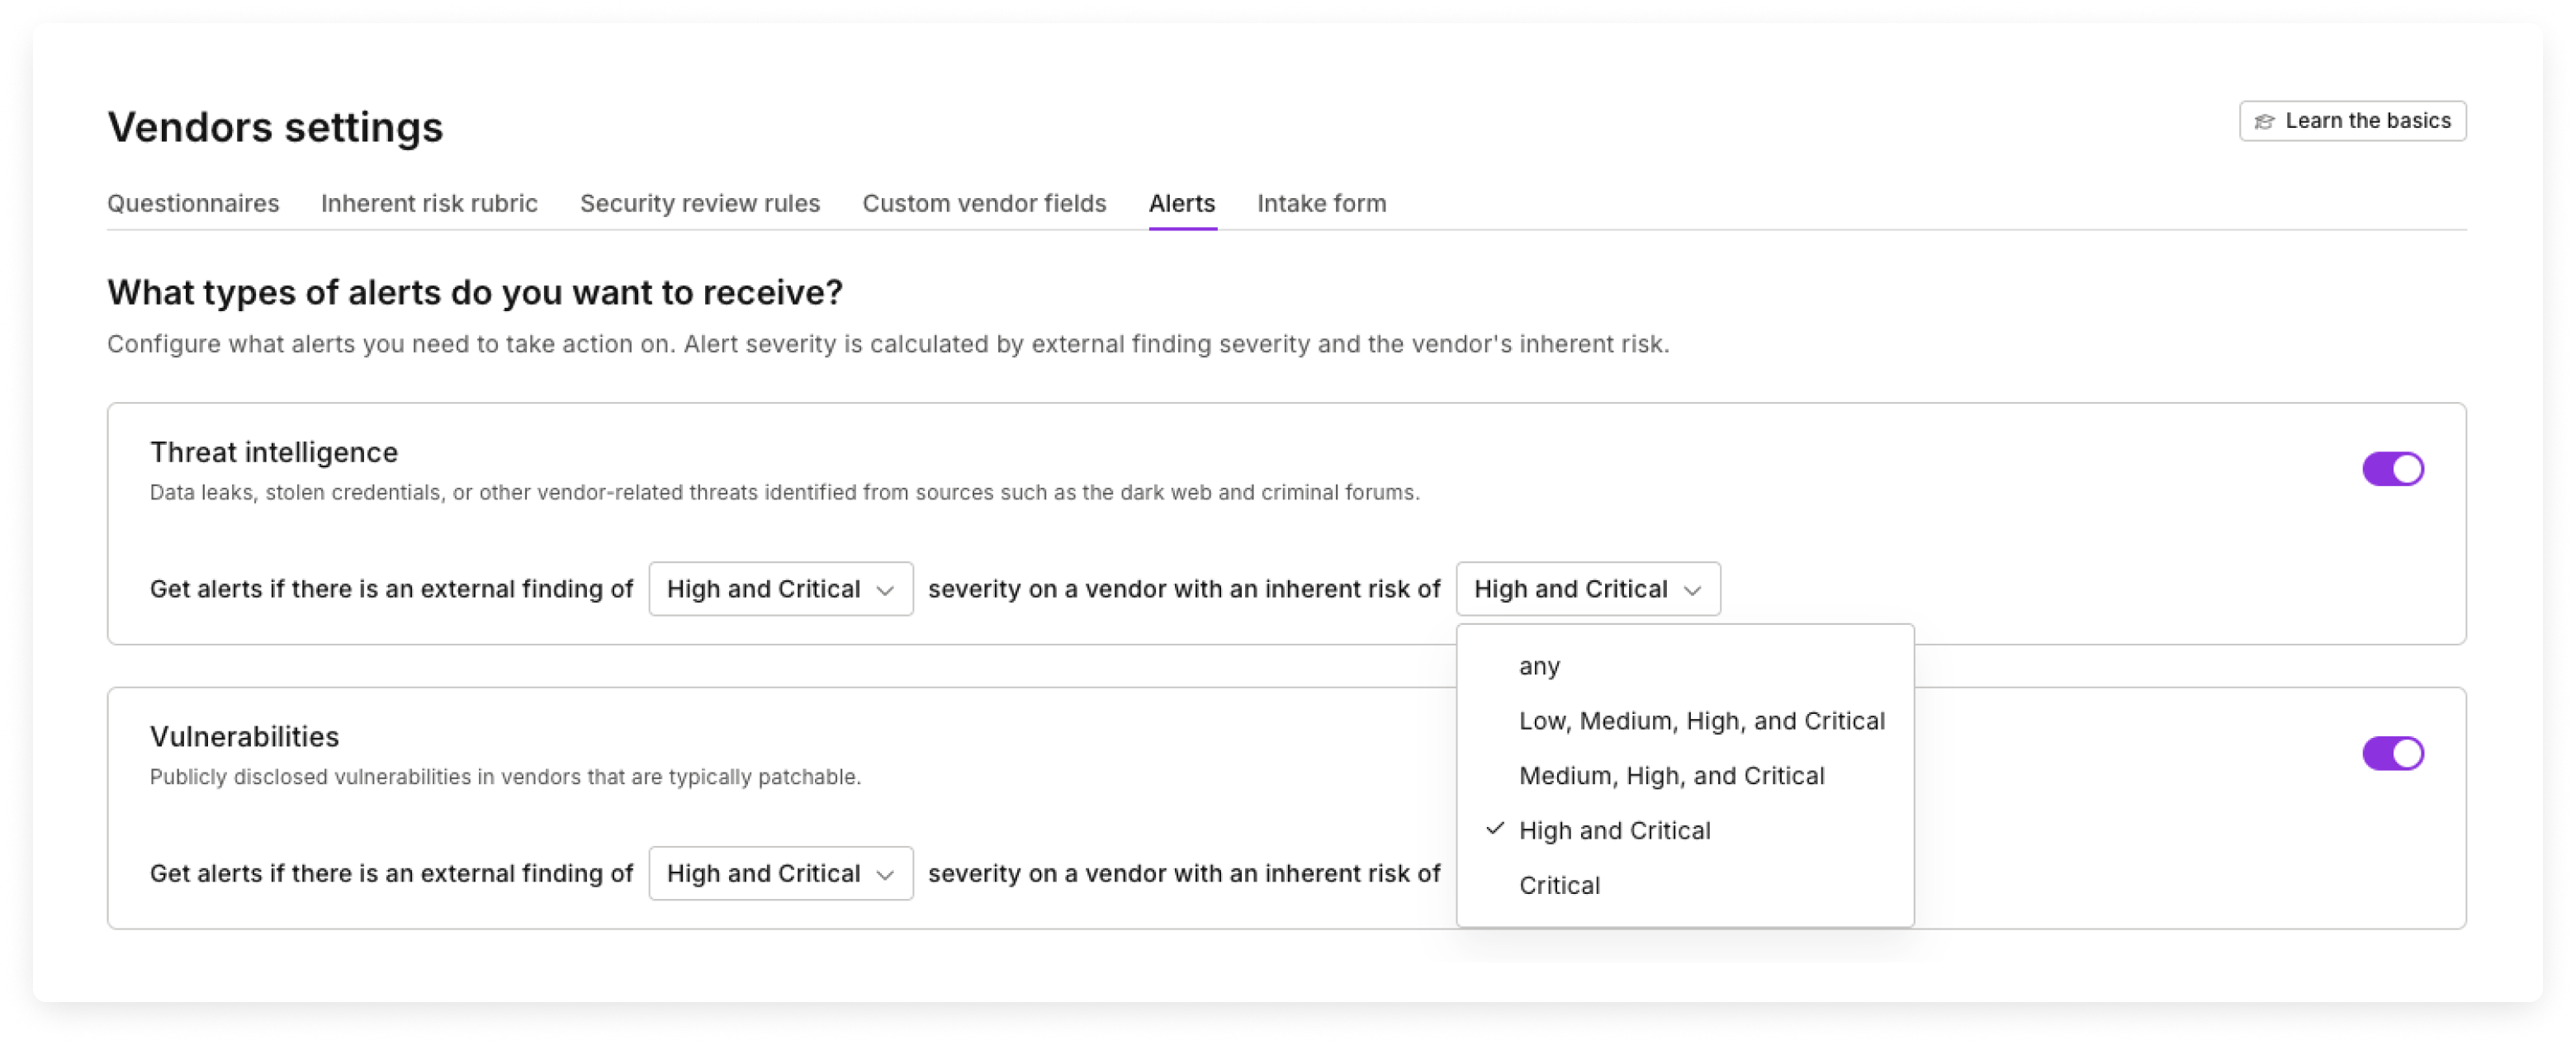 Vendors settings
Learn the basics
Questionnaires Inherent risk rubric Security review rules Custom vendor fields Alerts Intake form
What types of alerts do you want to receive?
Configure what alerts you need to take action on. Alert severity is calculated by external finding severity and the vendor's inherent risk.
Threat intelligence
Data leaks, stolen credentials, or other vendor-related threats identified from sources such as the dark web and criminal forums.
Get alerts if there is an external finding of High and Critical severity on a vendor with an inherent risk of High and Critical
any
Low, Medium, High, and Critical
Medium, High, and Critical
High and Critical
Critical
Vulnerabilities
Publicly disclosed vulnerabilities in vendors that are typically patchable.
Get alerts if there is an external finding of High and Critical severity on a vendor with an inherent risk of